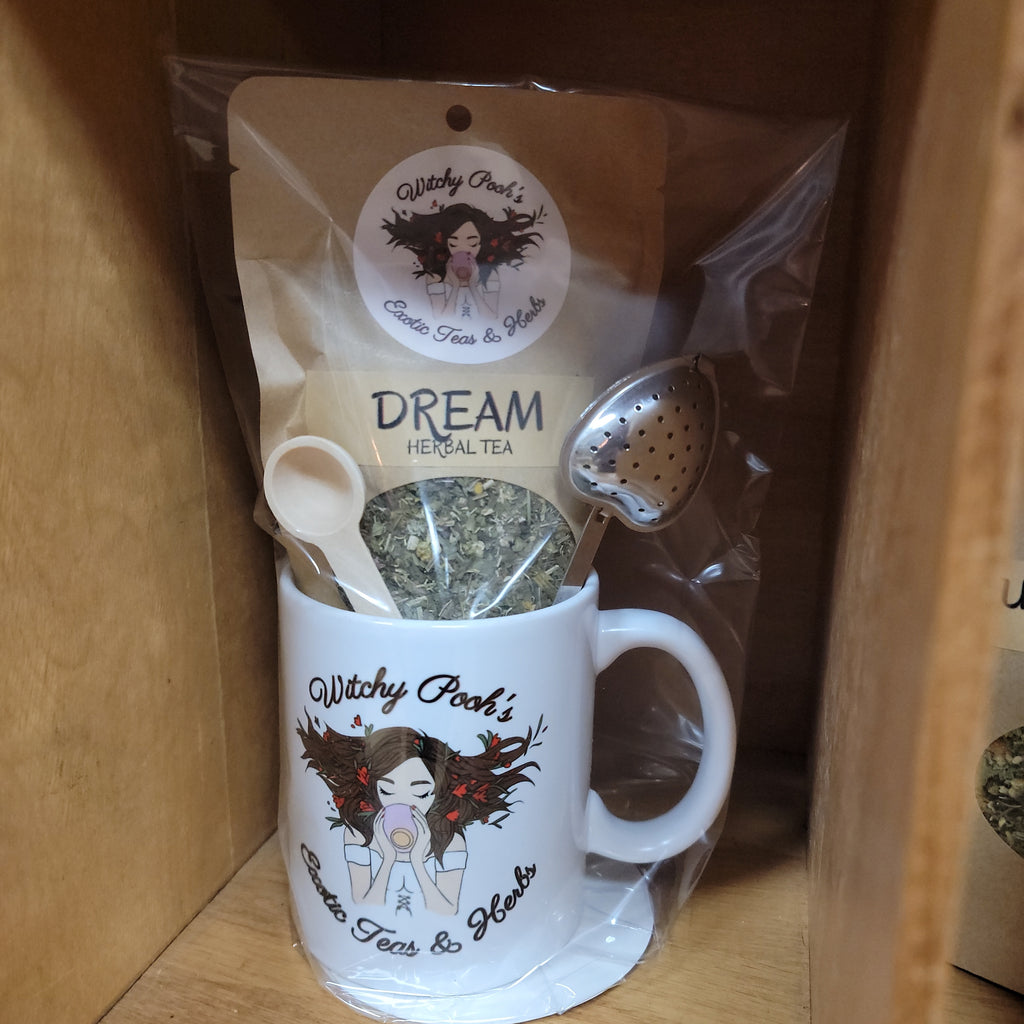 Witchy Pooh's
Exotic Teas & Herbs
DREAM
HERBAL TEA
Witchy Pooh's
Exotic Teas & Herbs